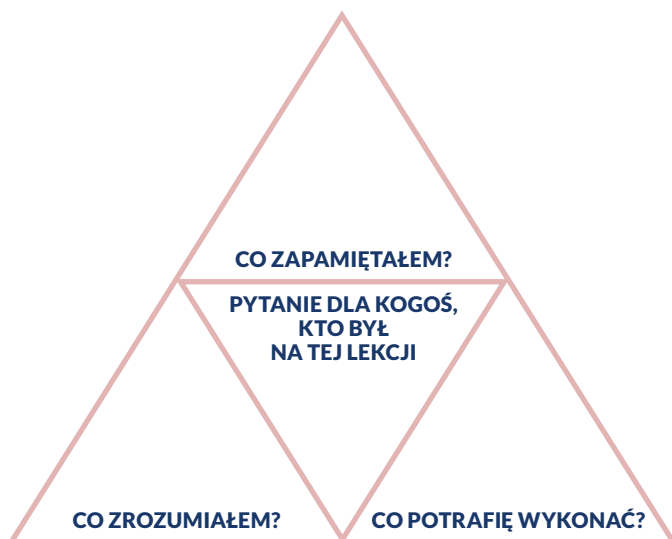 CO ZAPAMIĘTAŁEM?
PYTANIE DLA KOGOŚ,
KTO BYŁ
NA TEJ LEKCJI
CO ZROZUMIAŁEM?
CO POTRAFIĘ WYKONAĆ?